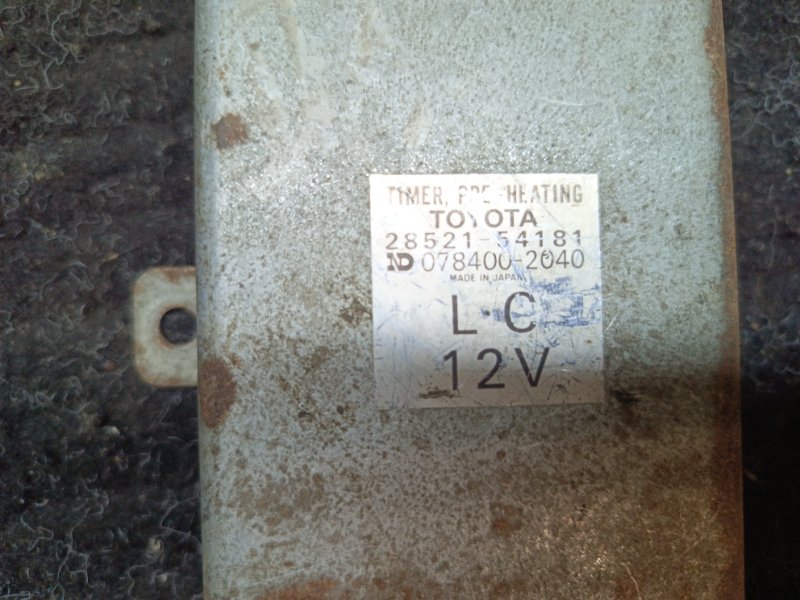 TIMER, PRE-HEATING
TOYOTA
28521-54181
ND 078400-2040
MADE IN JAPAN
L C
12V